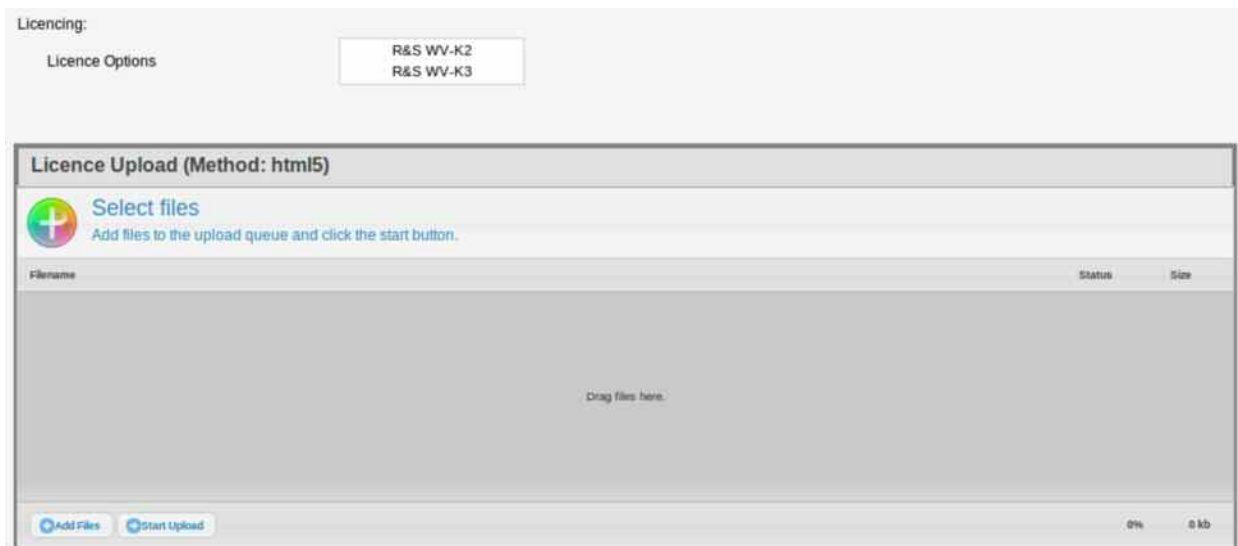 Licencing:
Licence Options
R&S WV-K2
R&S WV-K3
Licence Upload (Method: html5)
Select files
Add files to the upload queue and click the start button.
Filename Status Size
Drag files here.
Add Files Start Upload 0% 0 kb